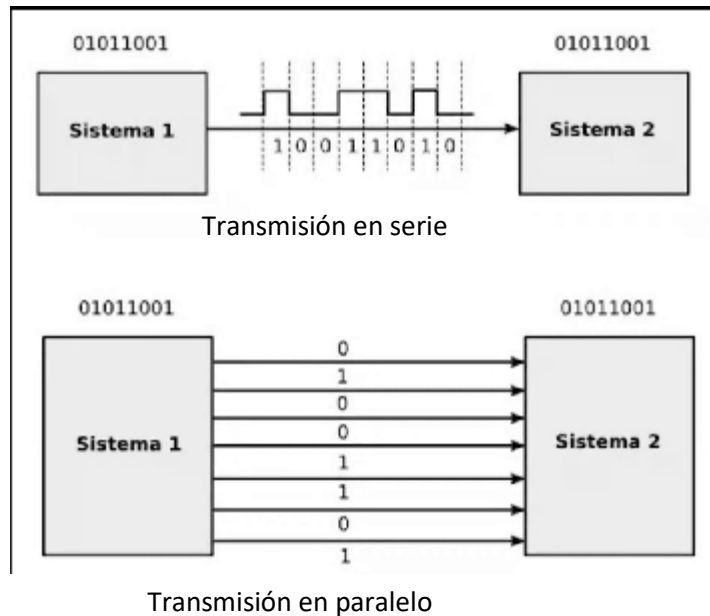 01011001 01011001
Sistema 1 Sistema 2
1 0 0 1 1 0 1 0
Transmisión en serie
01011001 01011001
0
1
0
0
Sistema 1 Sistema 2
1
1
0
1
Transmisión en paralelo